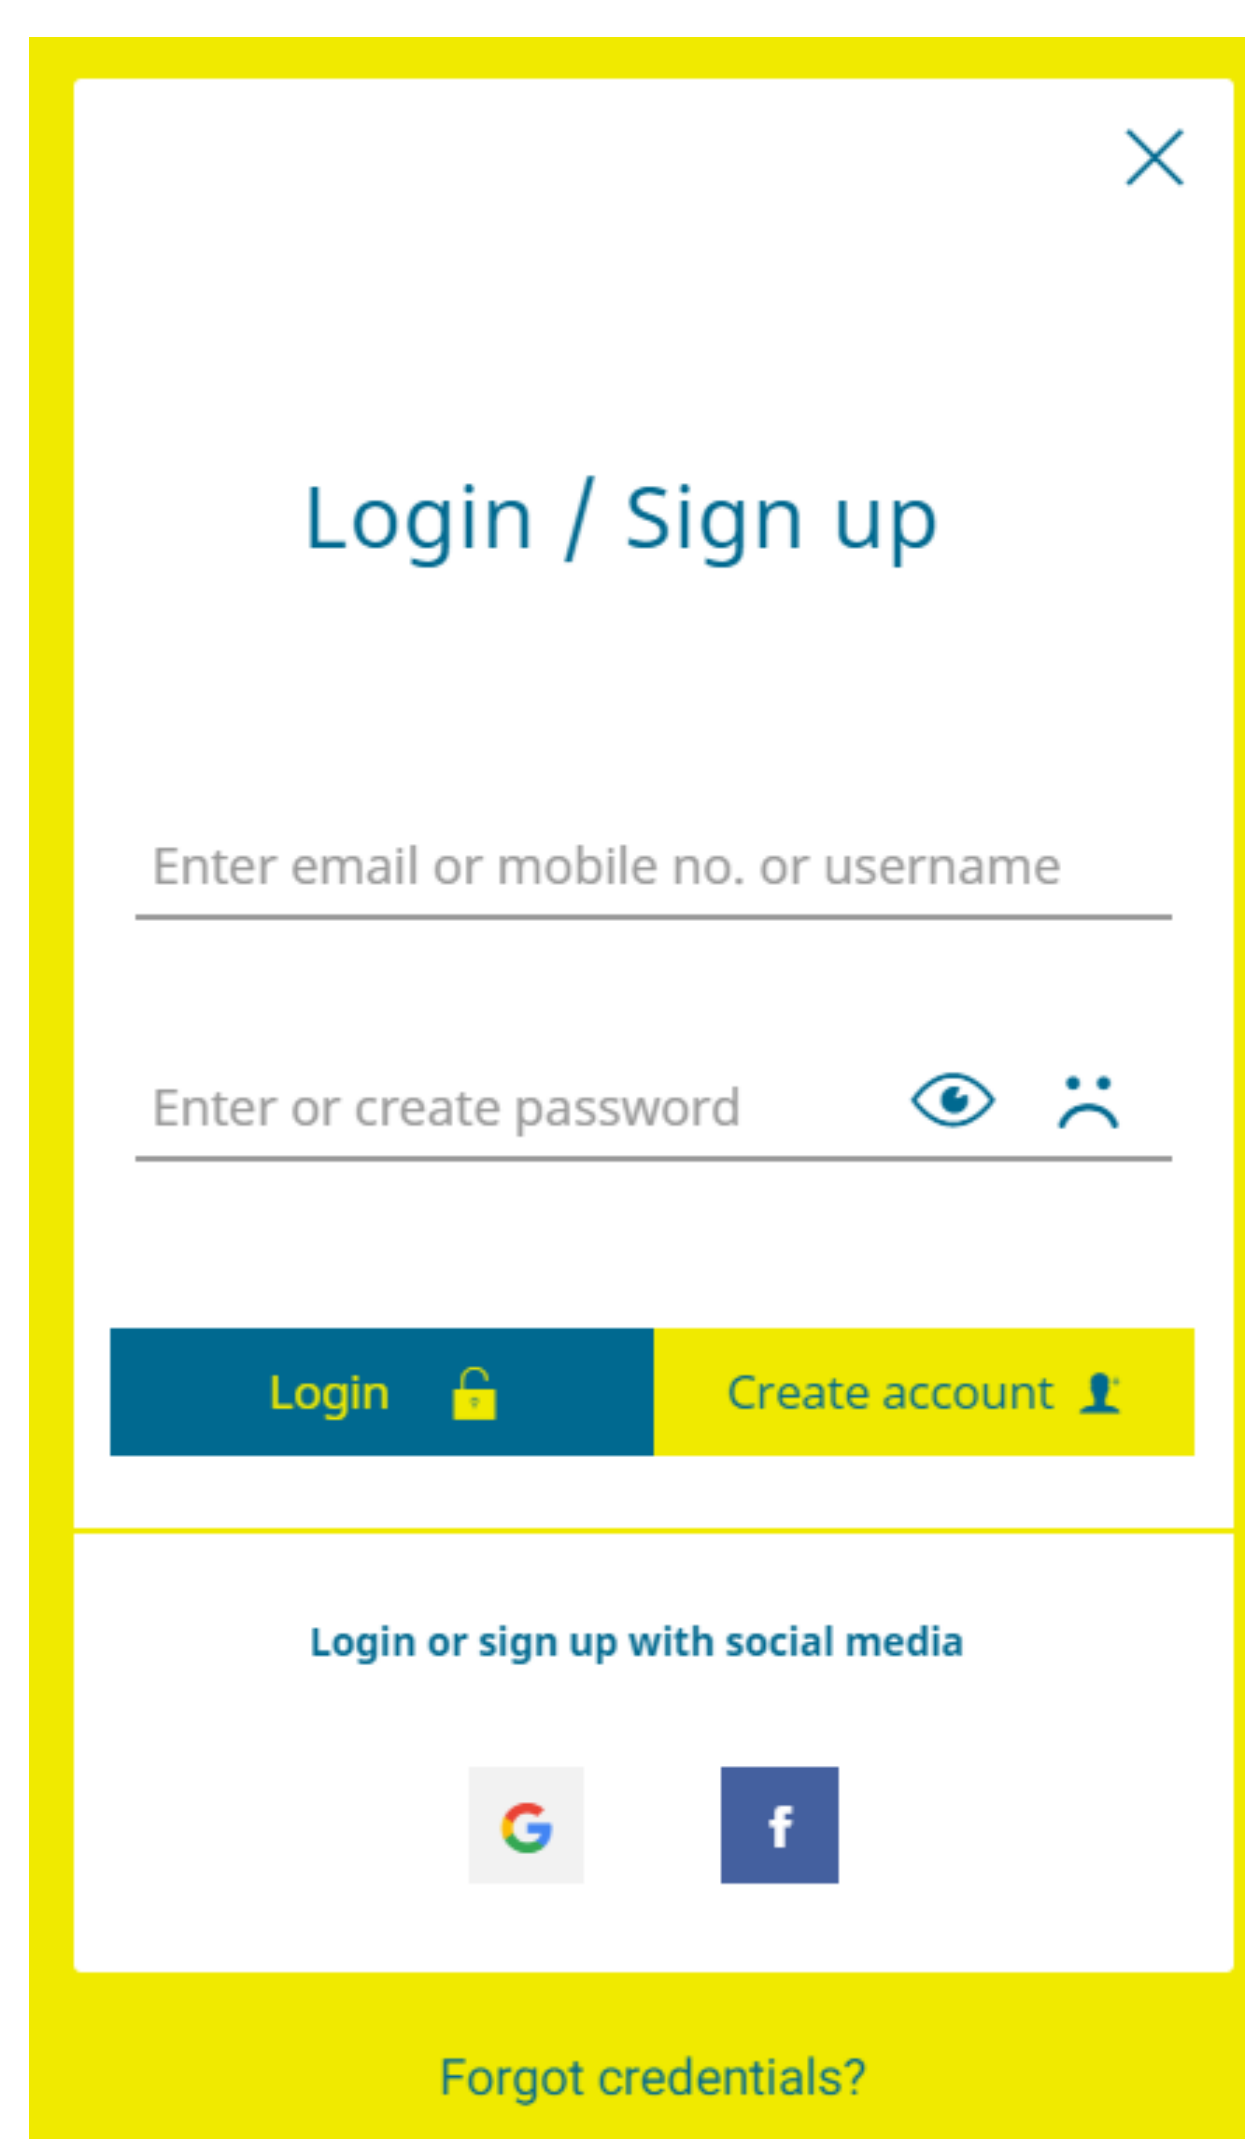 Login / Sign up
Enter email or mobile no. or username
Enter or create password
Login
Create account
Login or sign up with social media
G
f
Forgot credentials?